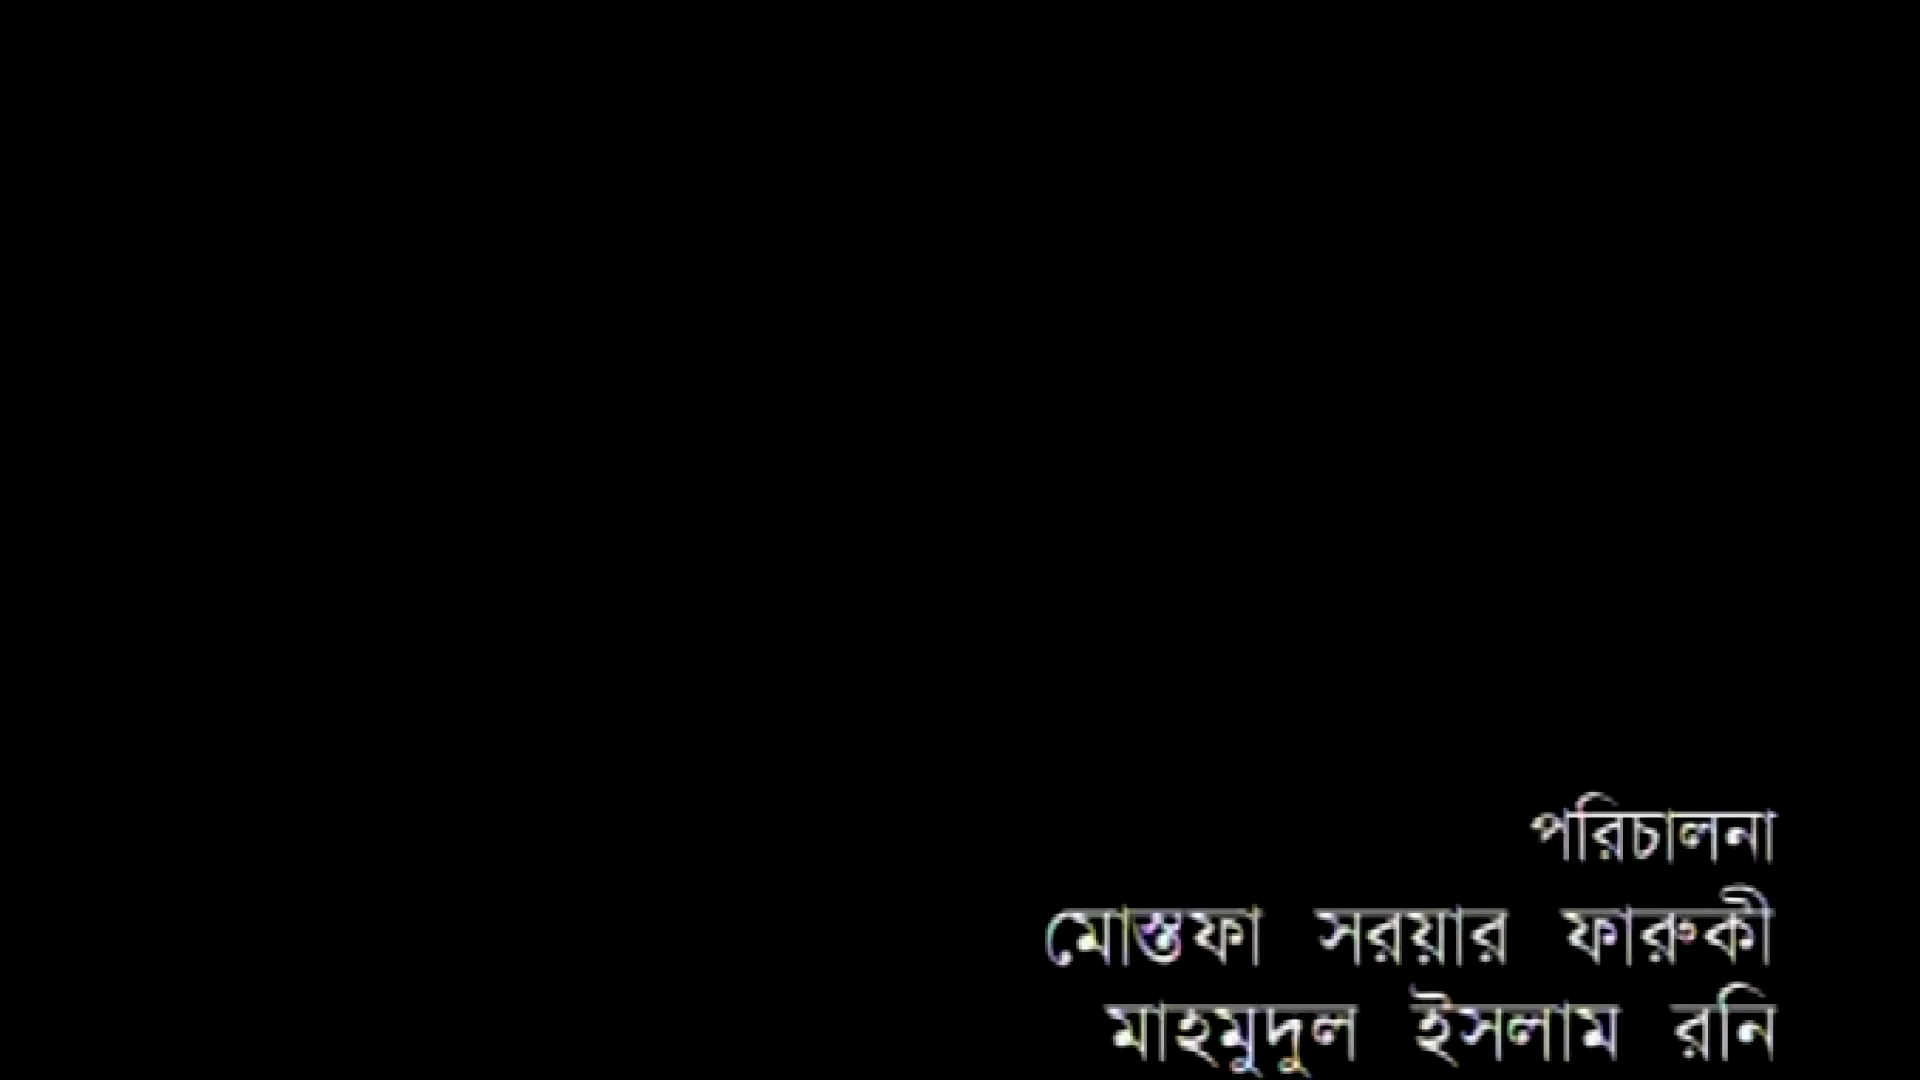 পরিচালনা
মোস্তফা সরয়ার ফারুকী
মাহমুদুল ইসলাম রনি